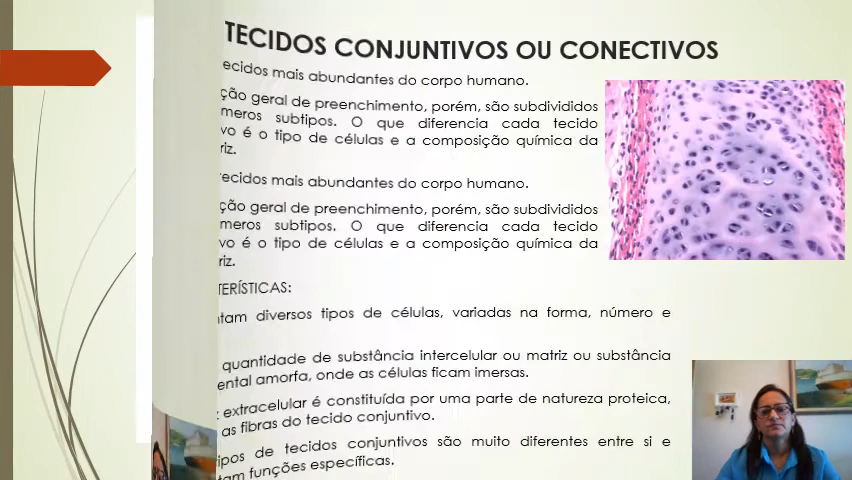 TECIDOS CONJUNTIVOS OU CONECTIVOS
ecidos mais abundantes do corpo humano.
ção geral de preenchimento, porém, são subdivididos
meros subtipos. O que diferencia cada tecido
vo é o tipo de células e a composição química da
riz.
ecidos mais abundantes do corpo humano.
ção geral de preenchimento, porém, são subdivididos
meros subtipos. O que diferencia cada tecido
vo é o tipo de células e a composição química da
riz.
TERÍSTICAS:
ntam diversos tipos de células, variadas na forma, número e
quantidade de substância intercelular ou matriz ou substância
ental amorfa, onde as células ficam imersas.
z extracelular é constituída por uma parte de natureza proteica,
as fibras do tecido conjuntivo.
ipos de tecidos conjuntivos são muito diferentes entre si e
tam funções específicas.